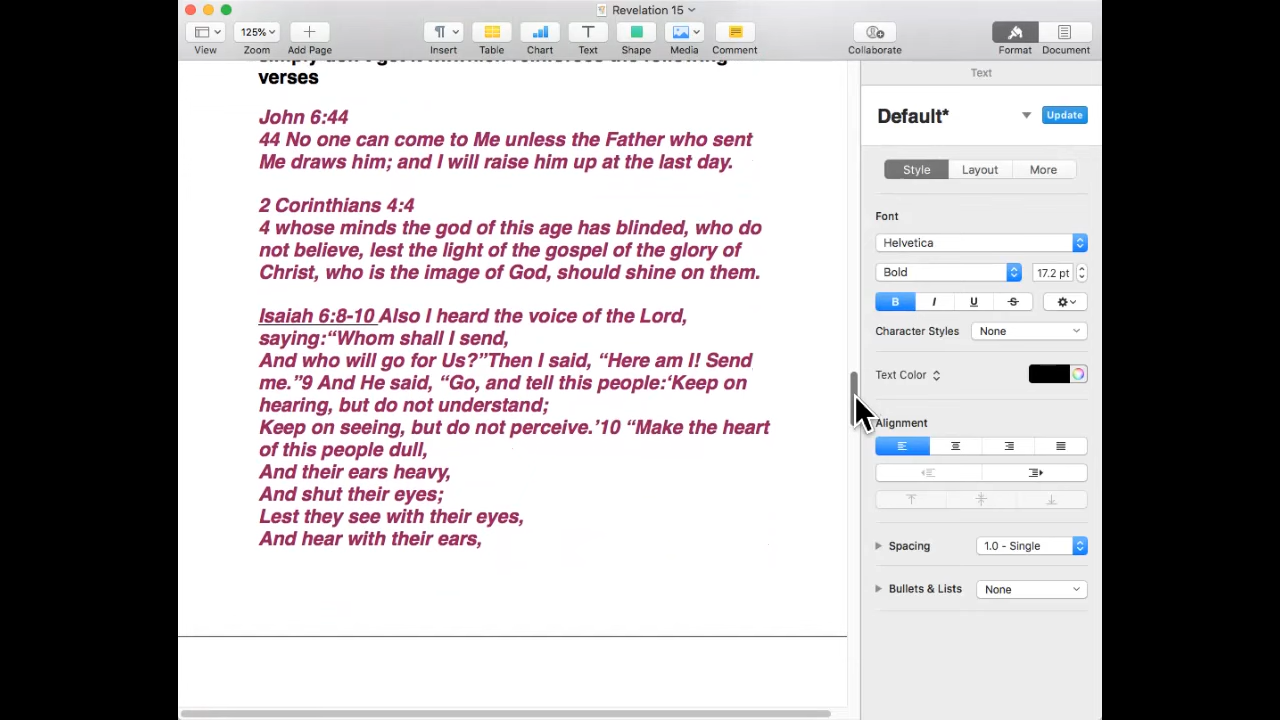 Revelation 15
125%
View
Zoom
Add Page
Insert
Table
Chart
Text
Shape
Media
Comment
Collaborate
Format
Document
verses
John 6:44
44 No one can come to Me unless the Father who sent
Me draws him; and I will raise him up at the last day.
2 Corinthians 4:4
4 whose minds the god of this age has blinded, who do
not believe, lest the light of the gospel of the glory of
Christ, who is the image of God, should shine on them.
Isaiah 6:8-10 Also I heard the voice of the Lord,
saying:“Whom shall I send,
And who will go for Us?”Then I said, “Here am I! Send
me.”9 And He said, “Go, and tell this people:‘Keep on
hearing, but do not understand;
Keep on seeing, but do not perceive.’10 “Make the heart
of this people dull,
And their ears heavy,
And shut their eyes;
Lest they see with their eyes,
And hear with their ears,
Text
Default*
Update
Style
Layout
More
Font
Helvetica
Bold
17.2 pt
B I U S
Character Styles
None
Text Color
Alignment
Spacing
1.0 - Single
Bullets & Lists
None